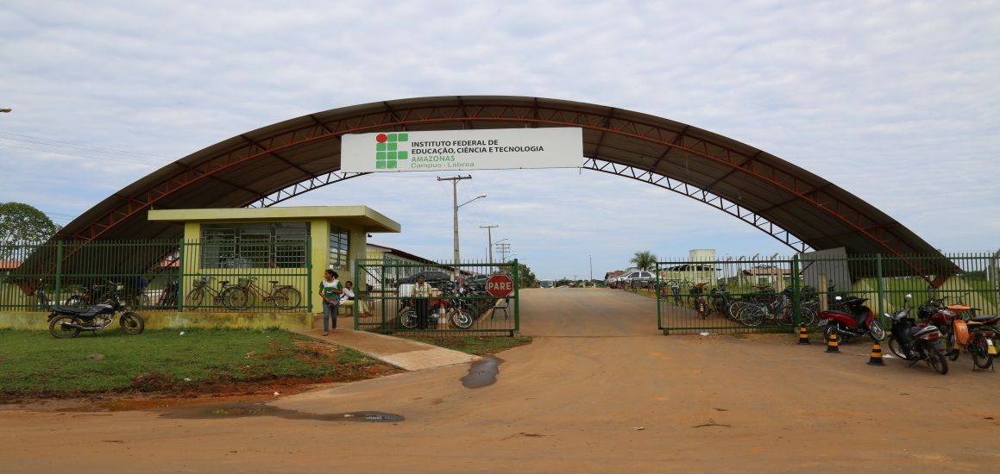 INSTITUTO FEDERAL DE
EDUCAÇÃO, CIÊNCIA E TECNOLOGIA
AMAZONAS
Campus - Lábrea
PARE